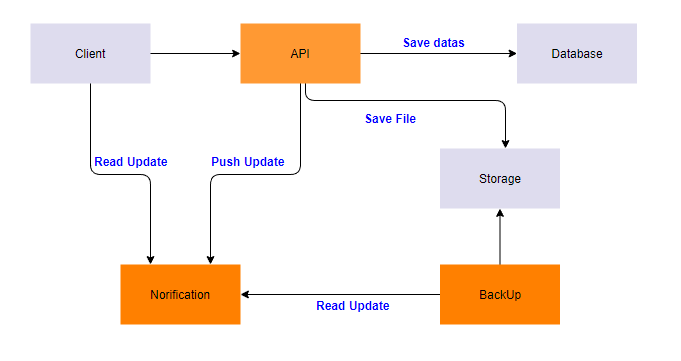 Client
API
Save datas
Database
Save File
Read Update
Push Update
Storage
Norification
Read Update
BackUp